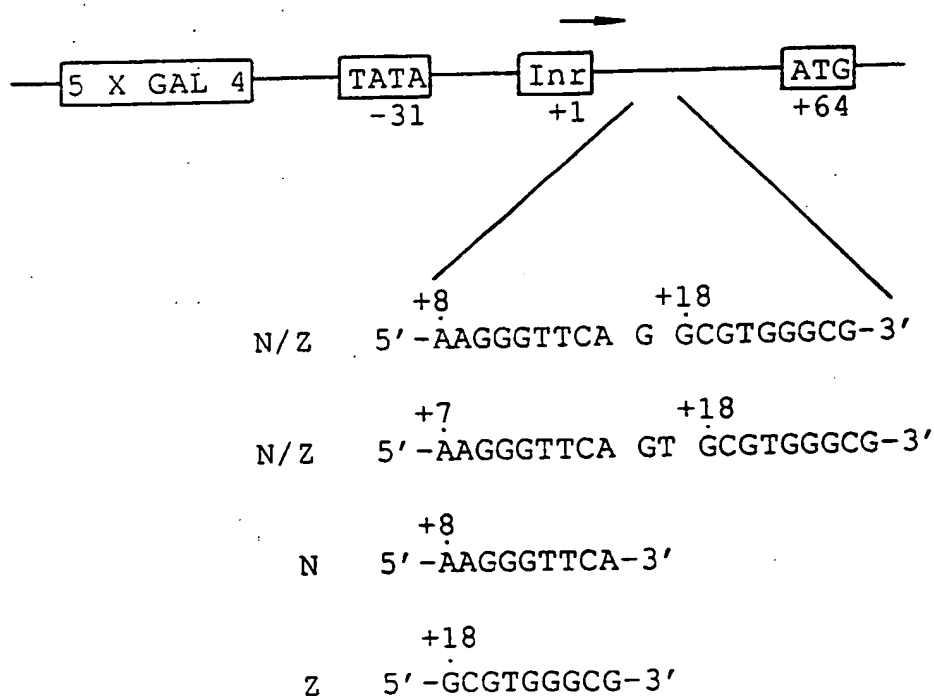 5 X GAL 4 TATA Inr ATG
-31 +1 +64
+8 +18
N/Z 5'-AAGGGTTCA G GCGTGGGCG-3'
+7 +18
N/Z 5'-AAGGGTTCA GT GCGTGGGCG-3'
+8
N 5'-AAGGGTTCA-3'
+18
Z 5'-GCGTGGGCG-3'